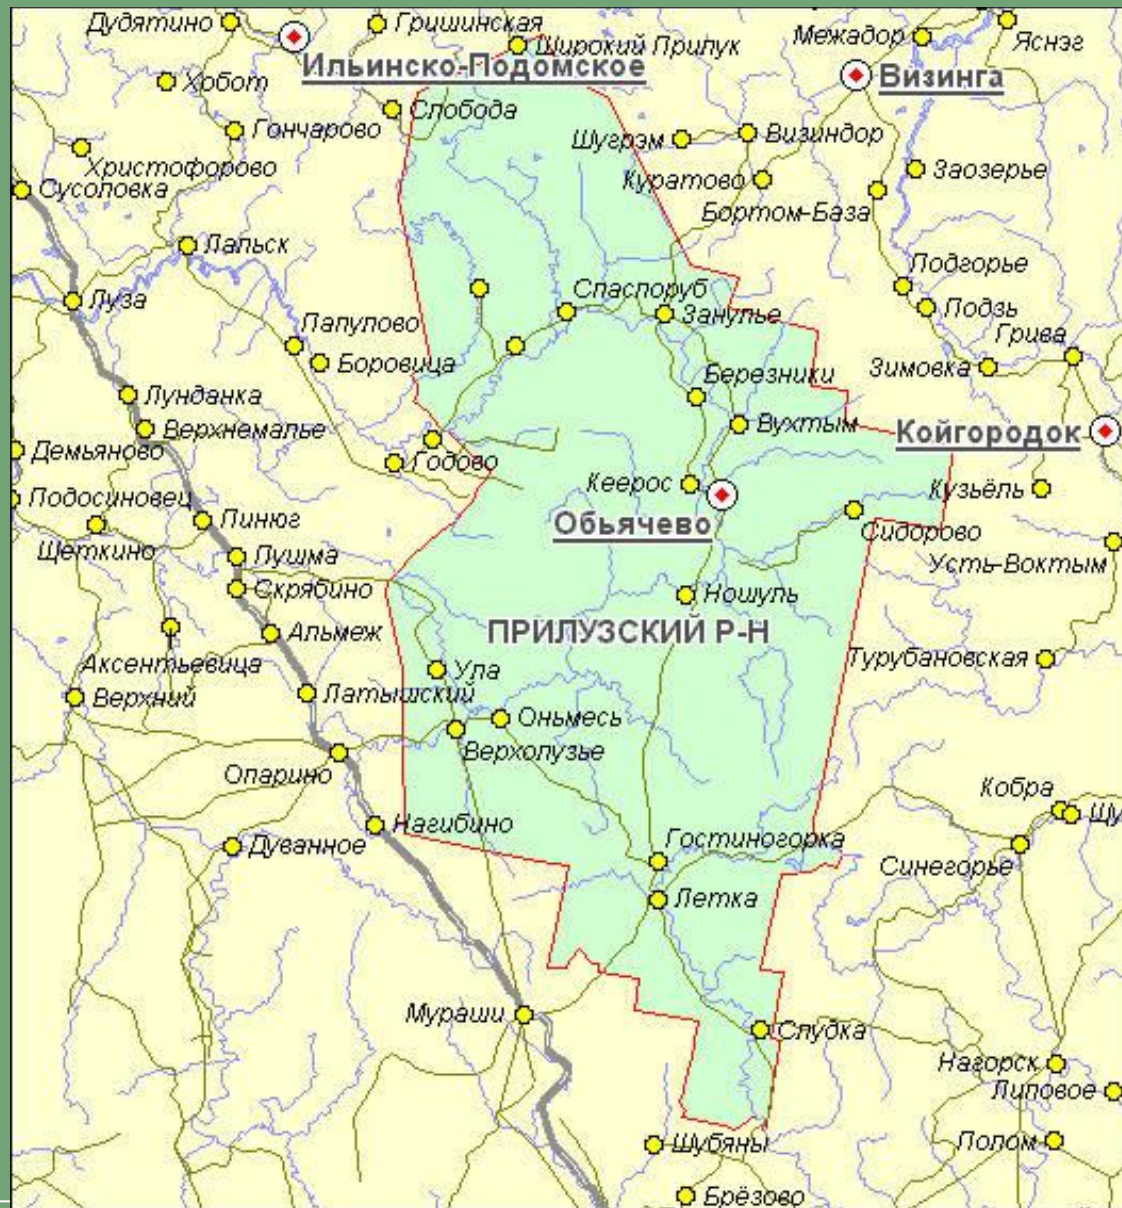 Дудятино
Гришинская
Широкий Прилук
Межадор
Яснэг
Ильинско-Подомское
Визинга
Хобот
Слобода
Гончарово
Шугрэм
Визиндор
Христофорово
Заозерье
Сусоловка
Куратово
Бортом-База
Лальск
Подгорье
Луза
Спаспоруб
Занулье
Подзь
Папулово
Грива
Боровица
Зимовка
Лунданка
Березники
Верхнемалье
Вухтым
Койгородок
Демьяново
Годово
Подосиновец
Кеерос
Кузьёль
Пинюг
Обьячево
Сидорово
Щеткино
Пушма
Усть-Воктым
Скрябино
Ношуль
Альмеж
ПРИЛУЗСКИЙ Р-Н
Аксентьевица
Ула
Турубановская
Верхний
Латышский
Оньмесь
Верхолузье
Опарино
Кобра
Нагибино
Щу
Дуванное
Гостиногорка
Синегорье
Летка
Мураши
Слудка
Нагорск
Липовое
Шубяны
Полом
Брёзово